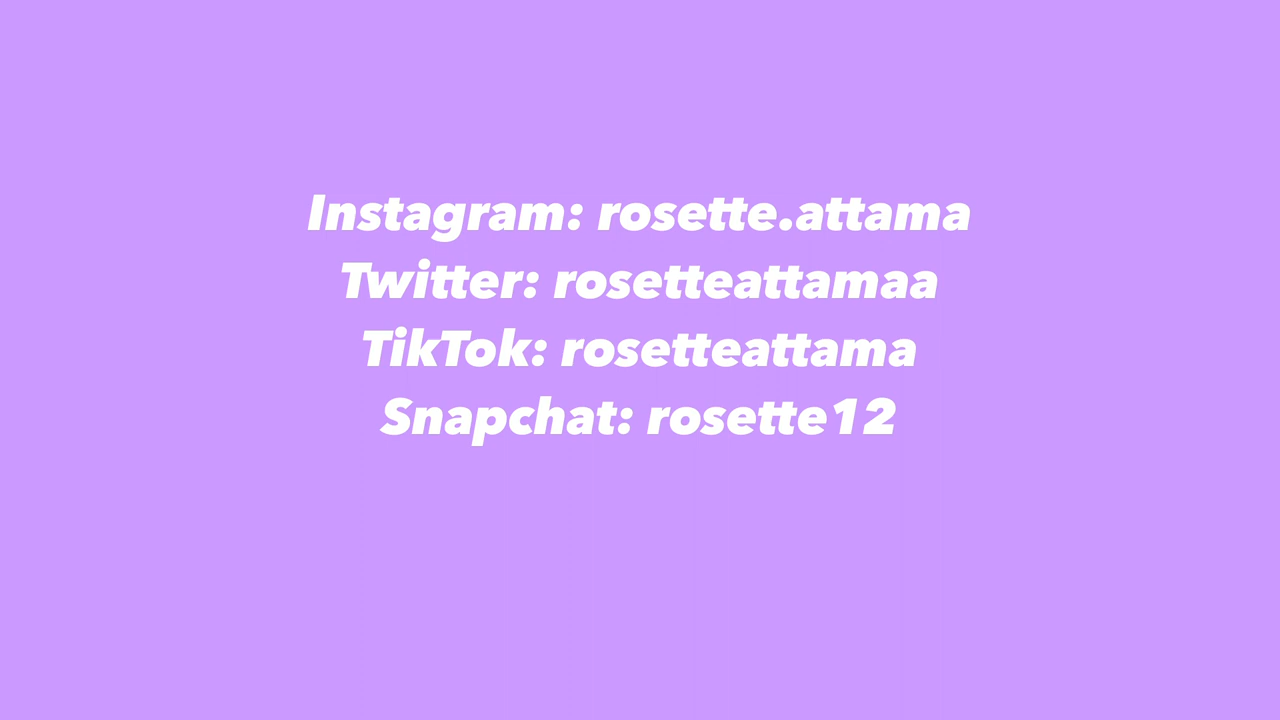 Instagram: rosette.attama
Twitter: rosetteattamaa
TikTok: rosetteattama
Snapchat: rosette12